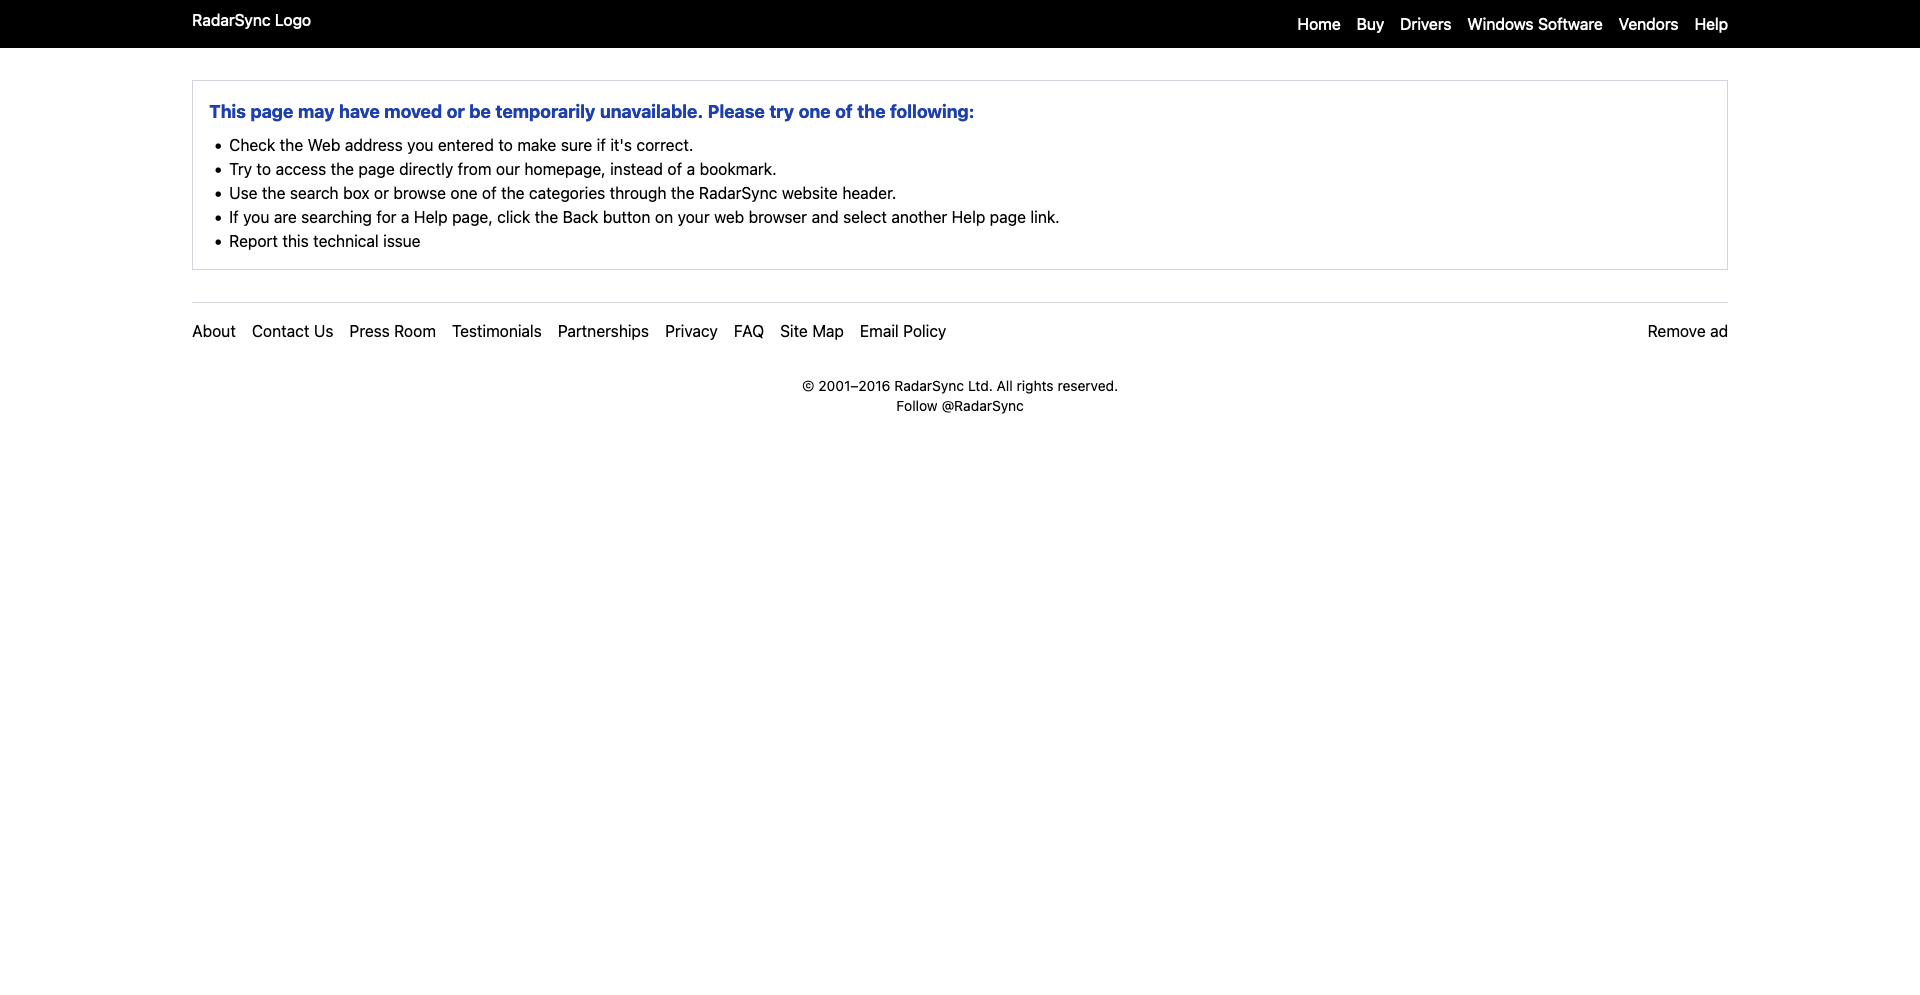 RadarSync Logo
Home Buy Drivers Windows Software Vendors Help
This page may have moved or be temporarily unavailable. Please try one of the following:
• Check the Web address you entered to make sure if it's correct.
• Try to access the page directly from our homepage, instead of a bookmark.
• Use the search box or browse one of the categories through the RadarSync website header.
• If you are searching for a Help page, click the Back button on your web browser and select another Help page link.
• Report this technical issue
About Contact Us Press Room Testimonials Partnerships Privacy FAQ Site Map Email Policy Remove ad
© 2001–2016 RadarSync Ltd. All rights reserved.
Follow @RadarSync